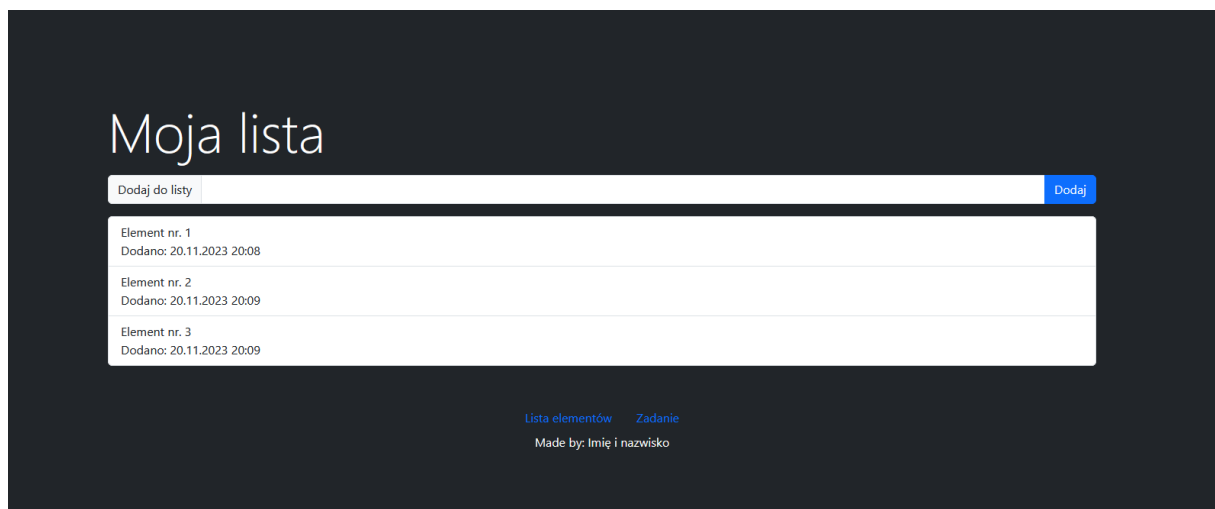 Moja lista
Dodaj do listy Dodaj
Element nr. 1
Dodano: 20.11.2023 20:08
Element nr. 2
Dodano: 20.11.2023 20:09
Element nr. 3
Dodano: 20.11.2023 20:09
Lista elementów Zadanie
Made by: Imię i nazwisko